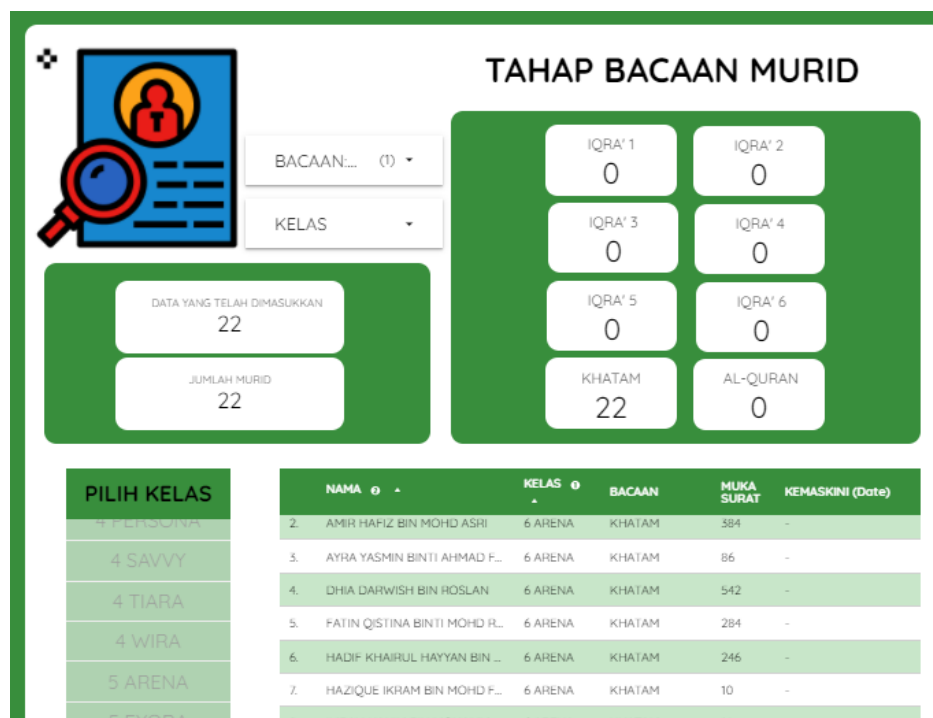 TAHAP BACAAN MURID
T
BACAAN:... (1)
KELAS
IQRA' 1
0
IQRA' 2
0
IQRA' 3
0
IQRA' 4
0
IQRA' 5
0
IQRA' 6
0
KHATAM
22
AL-QURAN
0
DATA YANG TELAH DIMASUKKAN
22
JUMLAH MURID
22
PILIH KELAS
4 PERSONA
4 SAVVY
4 TIARA
4 WIRA
5 ARENA
NAMA KELAS BACAAN MUKA SURAT KEMASKINI (Date)
2. AMIR HAFIZ BIN MOHD ASRI 6 ARENA KHATAM 384 -
3. AYRA YASMIN BINTI AHMAD F... 6 ARENA KHATAM 86 -
4. DHIA DARWISH BIN ROSLAN 6 ARENA KHATAM 542 -
5. FATIN QISTINA BINTI MOHD R... 6 ARENA KHATAM 284 -
6. HADIF KHAIRUL HAYYAN BIN ... 6 ARENA KHATAM 246 -
7. HAZIQUE IKRAM BIN MOHD F... 6 ARENA KHATAM 10 -